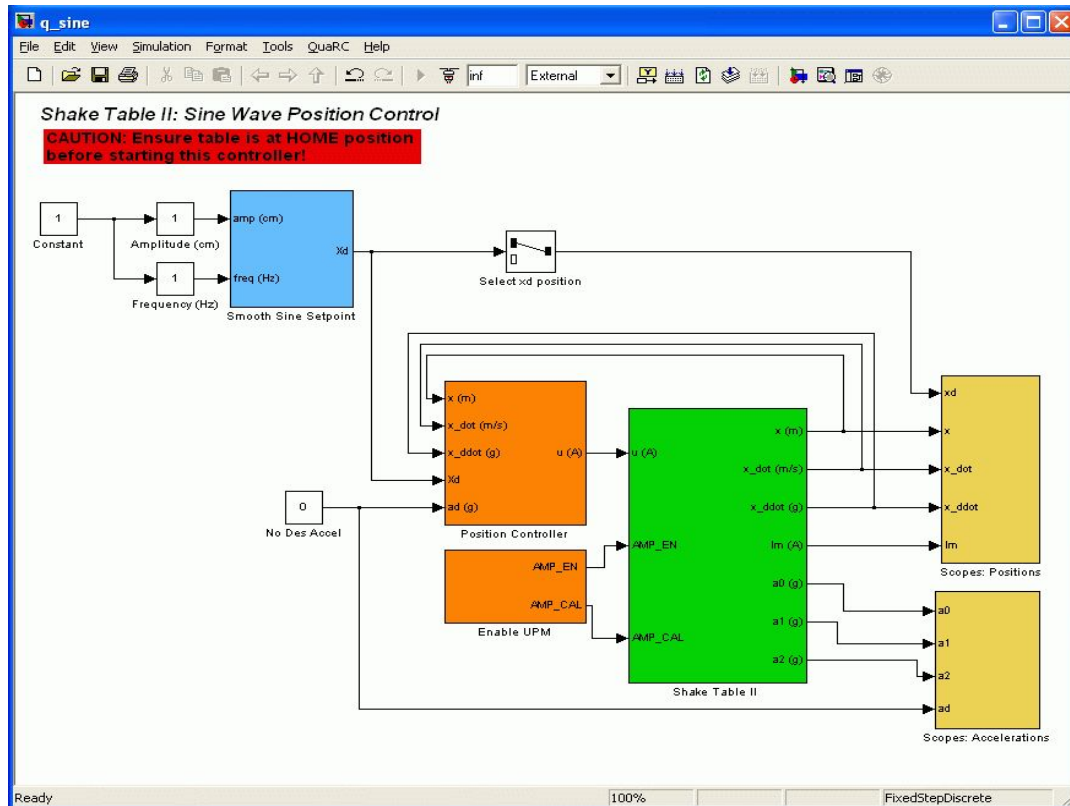 q_sine
File Edit View Simulation Format Tools QuaRC Help
inf External
Shake Table II: Sine Wave Position Control
CAUTION: Ensure table is at HOME position
before starting this controller!
1
Constant
1
Amplitude (cm)
1
Frequency (Hz)
amp (cm)
freq (Hz)
Xd
Smooth Sine Setpoint
Select xd position
x (m)
x_dot (m/s)
x_ddot (g)
Xd
ad (g)
u (A)
Position Controller
0
No Des Accel
AMP_EN
AMP_CAL
Enable UPM
u (A)
AMP_EN
AMP_CAL
x (m)
x_dot (m/s)
x_ddot (g)
Im (A)
a0 (g)
a1 (g)
a2 (g)
Shake Table II
xd
x
x_dot
x_ddot
Im
Scopes: Positions
a0
a1
a2
ad
Scopes: Accelerations
Ready 100% FixedStepDiscrete